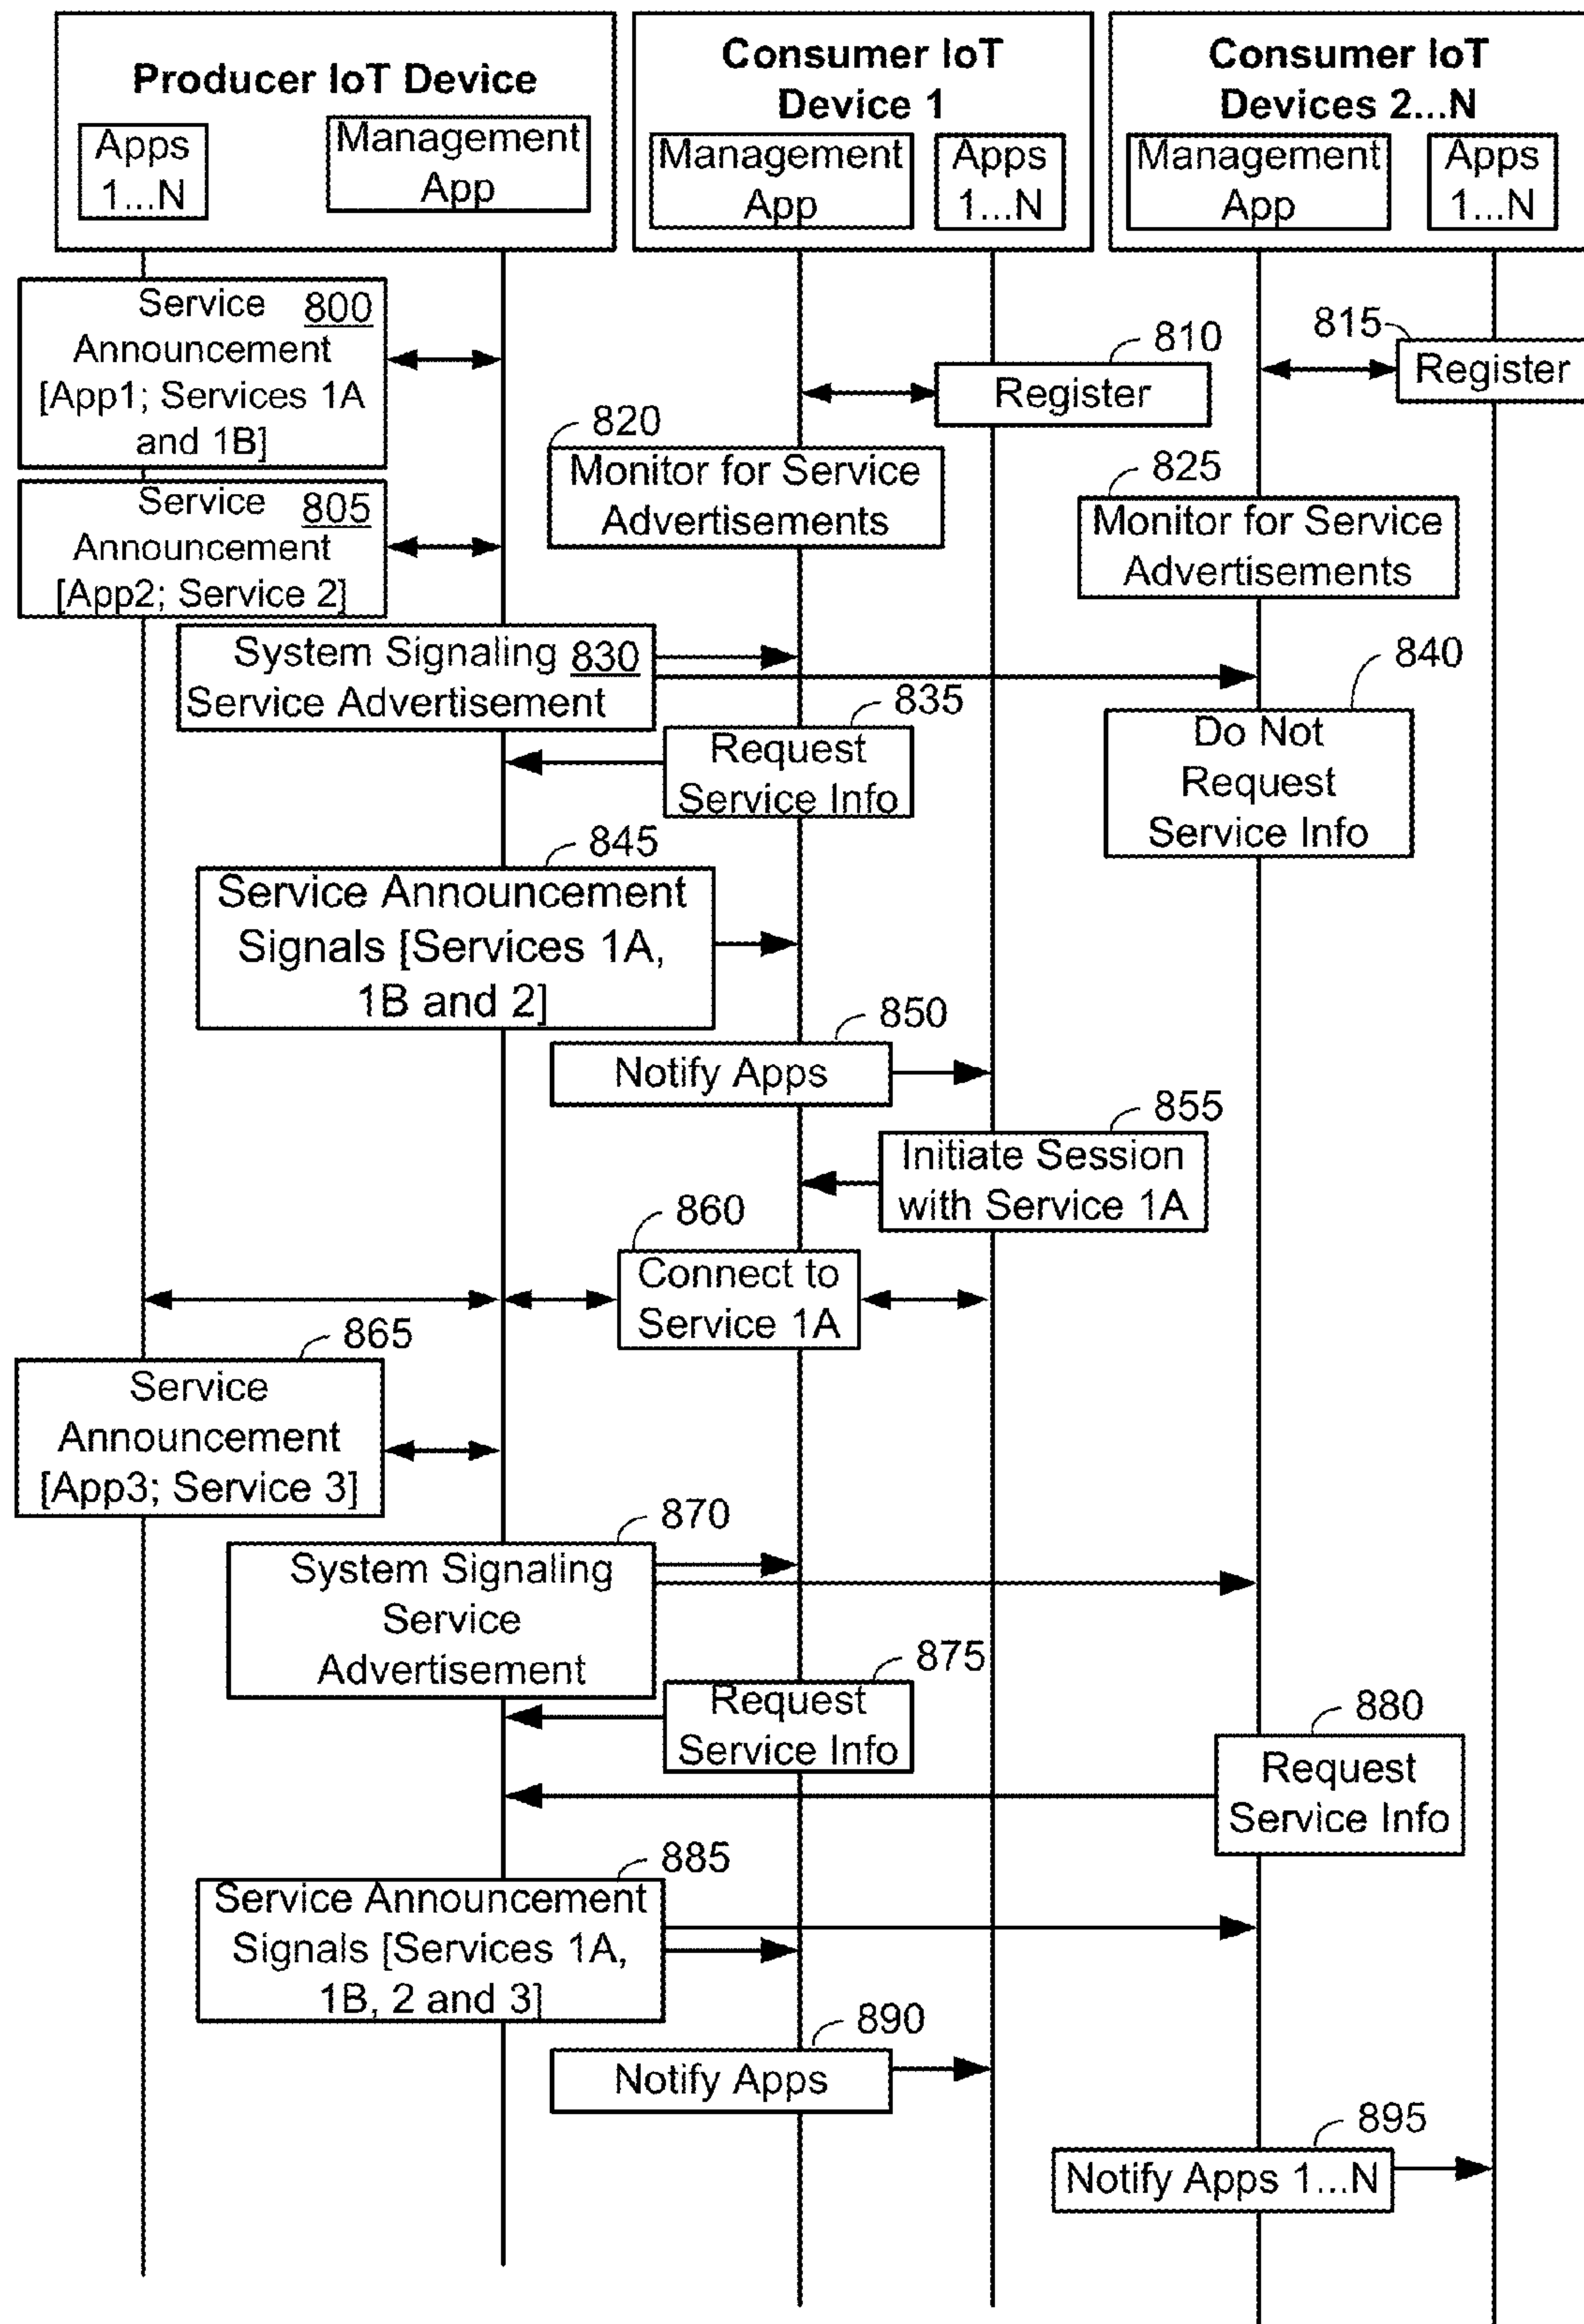 Producer IoT Device
Apps
1...N
Management
App
Consumer IoT
Device 1
Management
App
Apps
1...N
Consumer IoT
Devices 2...N
Management
App
Apps
1...N
Service 800
Announcement
[App1; Services 1A
and 1B]
810
Register
815
Register
820
Monitor for Service
Advertisements
825
Monitor for Service
Advertisements
Service 805
Announcement
[App2; Service 2]
System Signaling 830
Service Advertisement
835
Request
Service Info
840
Do Not
Request
Service Info
845
Service Announcement
Signals [Services 1A,
1B and 2]
850
Notify Apps
855
Initiate Session
with Service 1A
860
Connect to
Service 1A
865
Service
Announcement
[App3; Service 3]
870
System Signaling
Service
Advertisement
875
Request
Service Info
880
Request
Service Info
885
Service Announcement
Signals [Services 1A,
1B, 2 and 3]
890
Notify Apps
895
Notify Apps 1...N